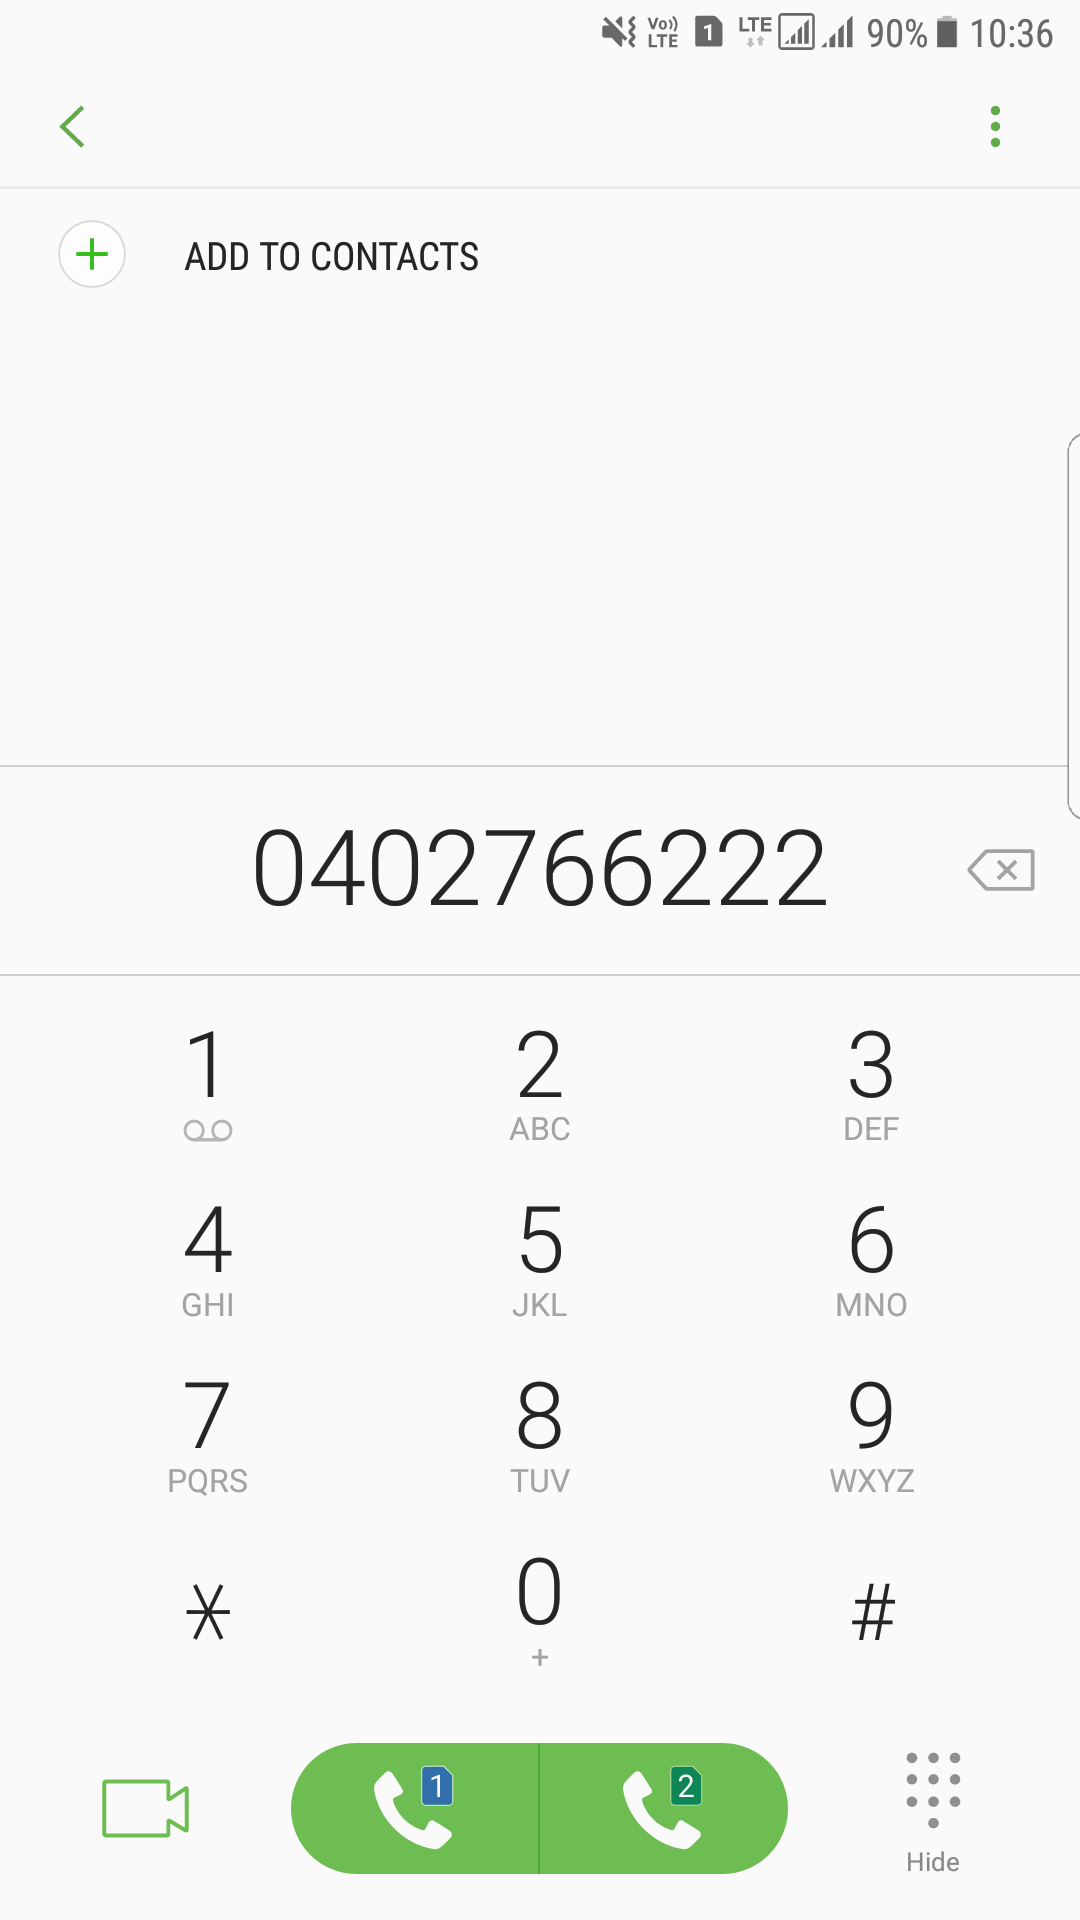 Vo)) LTE 1 LTE 90% 10:36
ADD TO CONTACTS
0402766222
1 2 3
ABC DEF
4 5 6
GHI JKL MNO
7 8 9
PQRS TUV WXYZ
* 0 #
+
1 2
Hide